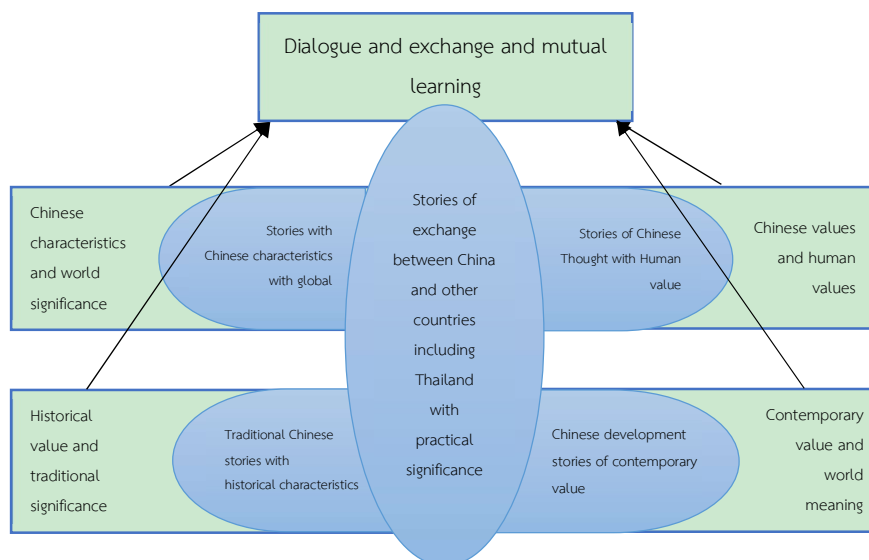 Dialogue and exchange and mutual
learning
Chinese
characteristics
and world
significance
Stories with
Chinese characteristics
with global
Stories of
exchange
between China
and other
countries
including
Thailand
with
practical
significance
Stories of Chinese
Thought with Human
value
Chinese values
and human
values
Historical
value and
traditional
significance
Traditional Chinese
stories with
historical characteristics
Chinese development
stories of contemporary
value
Contemporary
value and
world
meaning